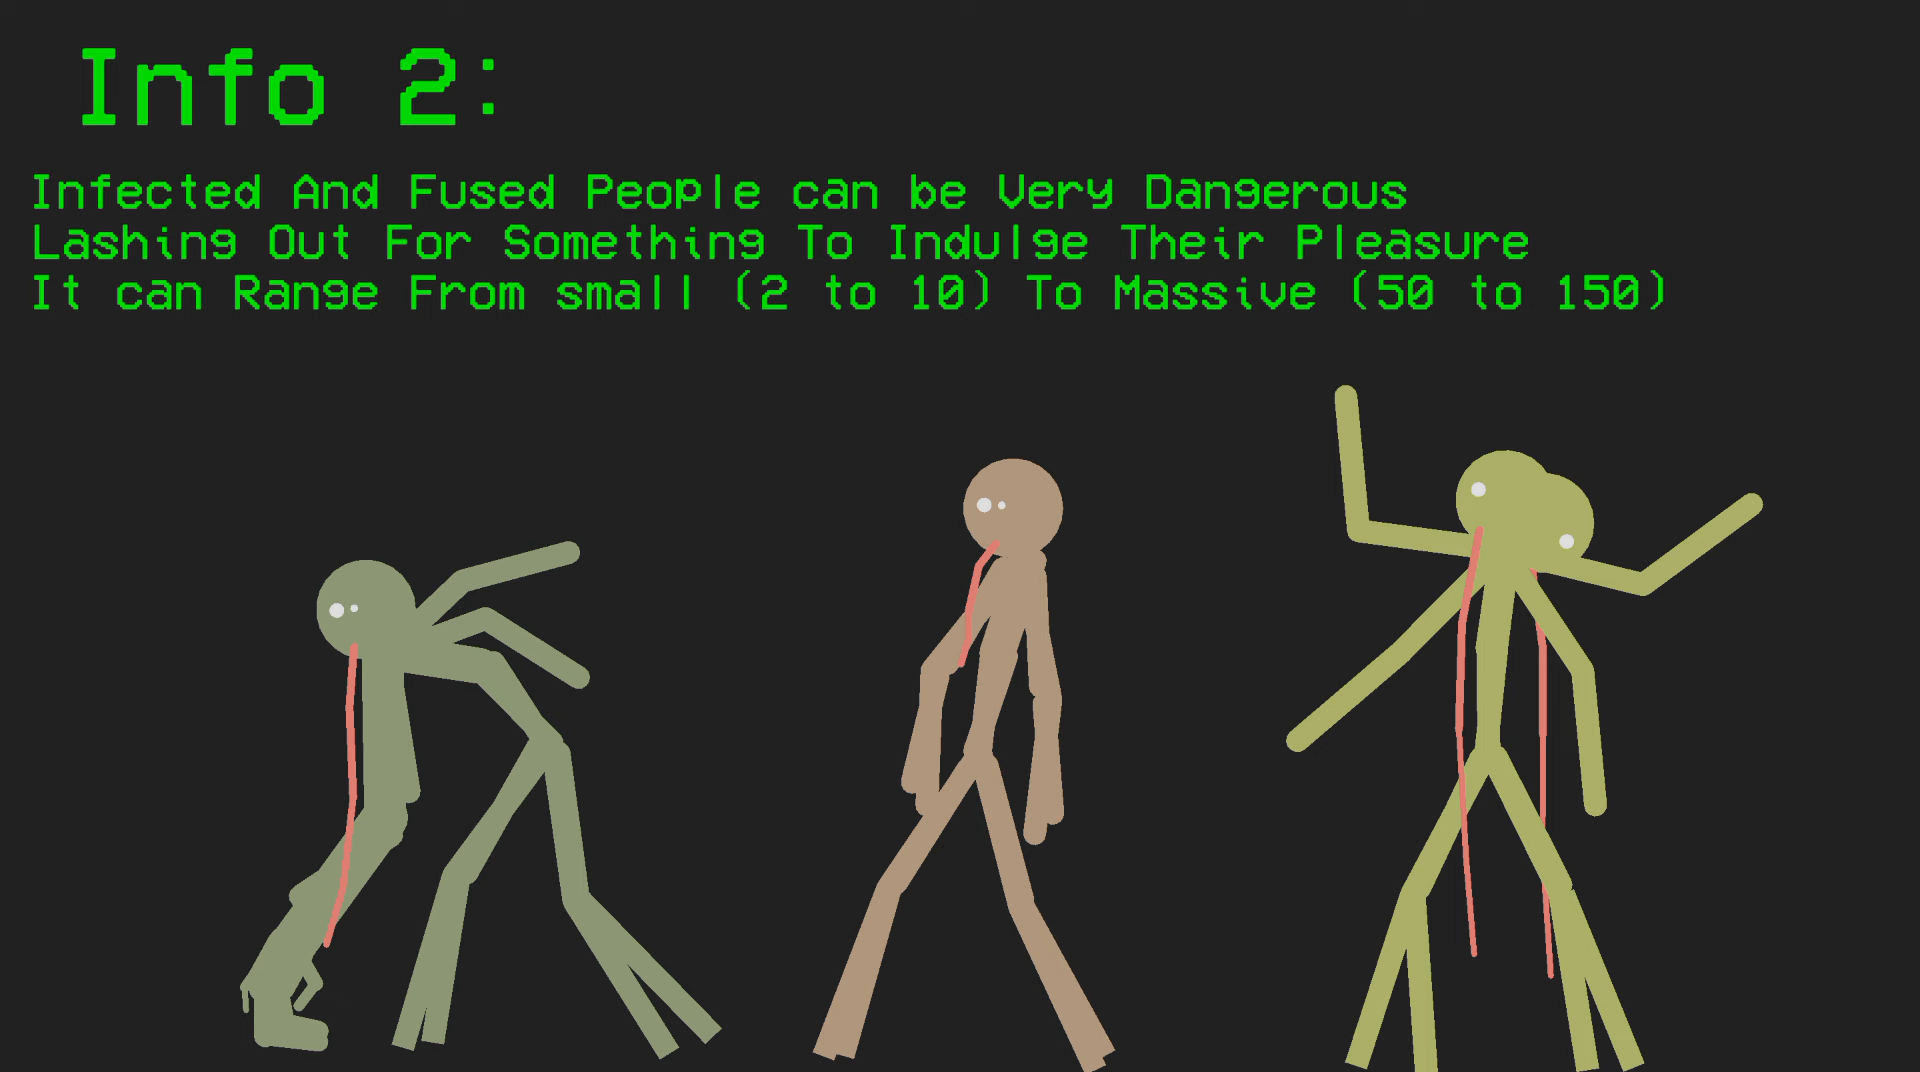 Info 2:
Infected And Fused People can be Very Dangerous
Lashing Out For Something To Indulge Their Pleasure
It can Range From small (2 to 10) To Massive (50 to 150)